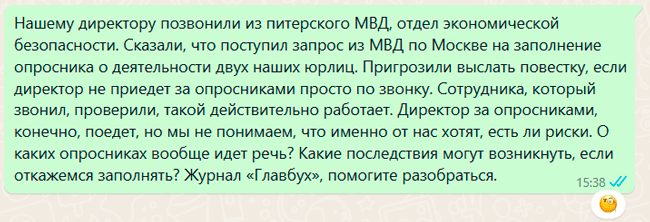 Нашему директору позвонили из питерского МВД, отдел экономической
безопасности. Сказали, что поступил запрос из МВД по Москве на заполнение
опросника о деятельности двух наших юрлиц. Пригрозили выслать повестку, если
директор не приедет за опросниками просто по звонку. Сотрудника, который
звонил, проверили, такой действительно работает. Директор за опросниками,
конечно, поедет, но мы не понимаем, что именно от нас хотят, есть ли риски. О
каких опросниках вообще идет речь? Какие последствия могут возникнуть, если
откажемся заполнять? Журнал «Главбух», помогите разобраться.
15:38